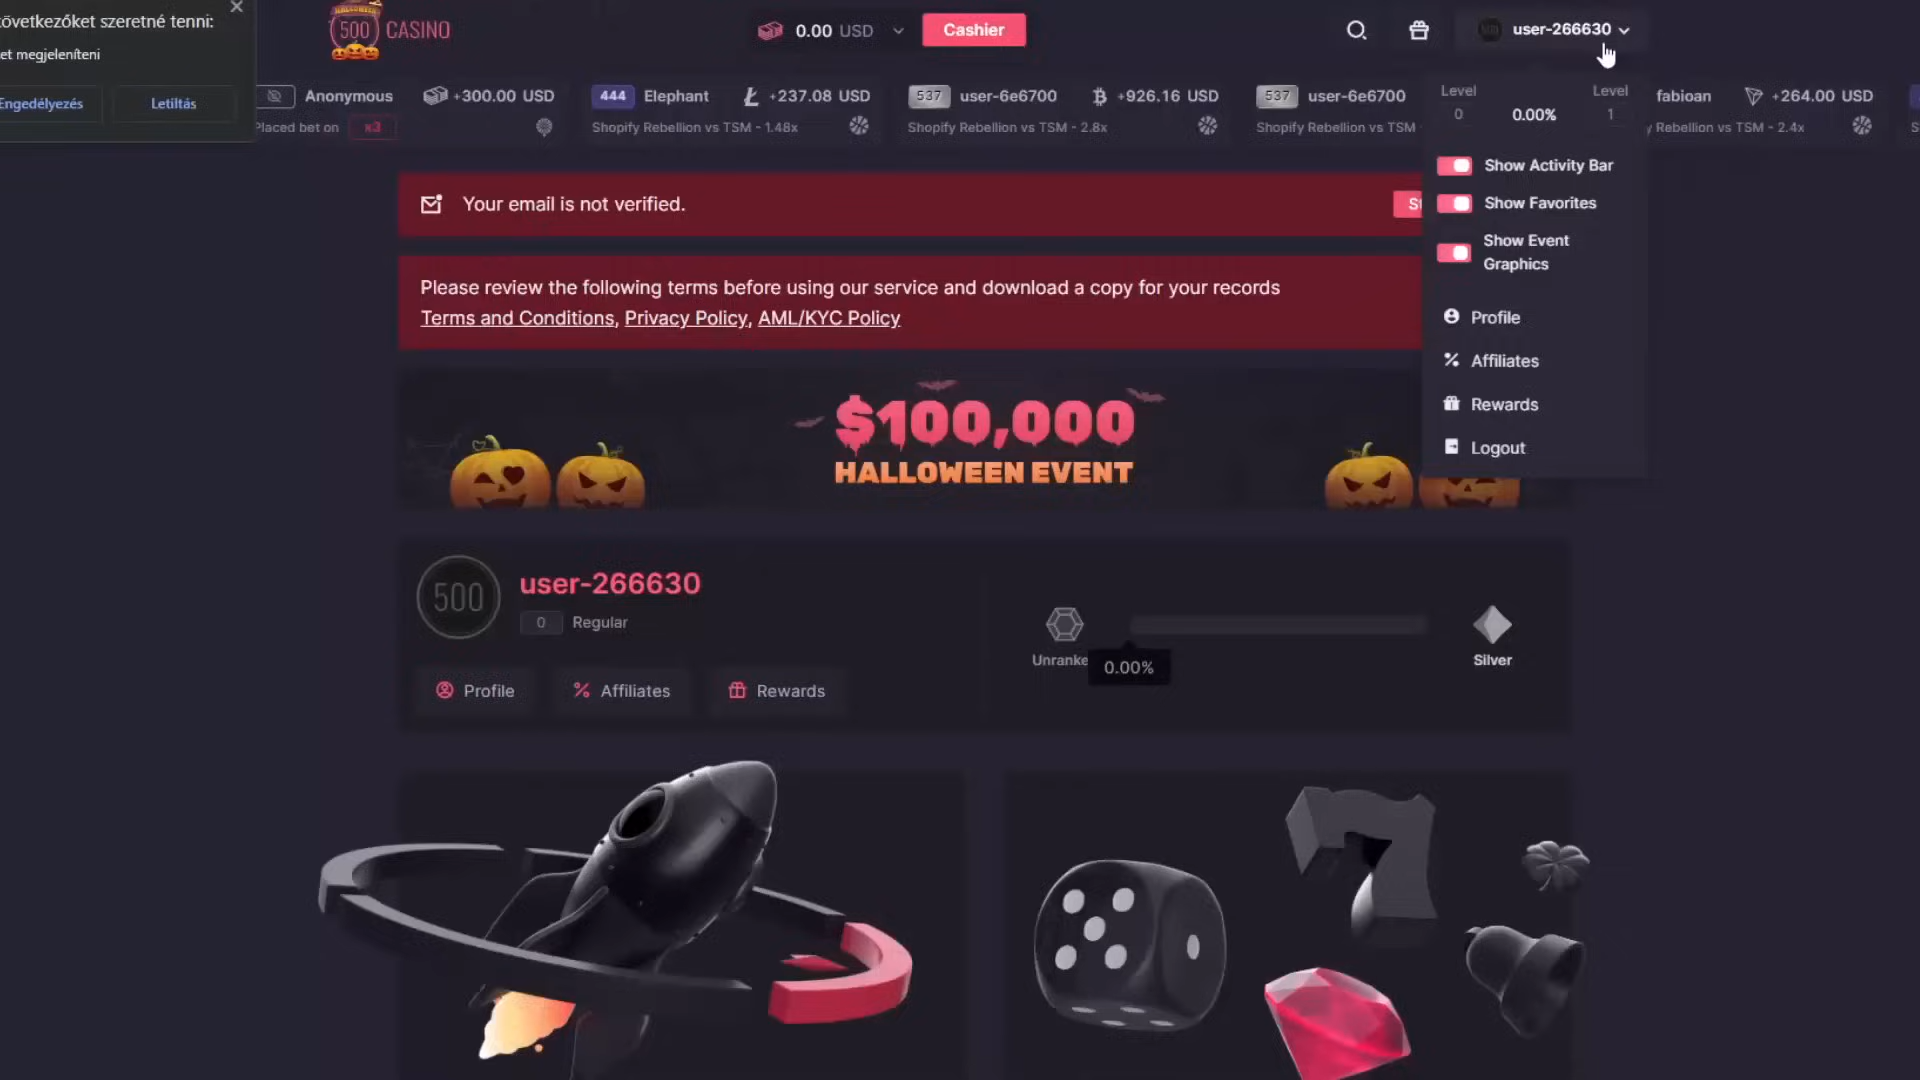 övetkezőket szeretné tenni:
et megjeleníteni
Engedélyezés
Letiltás
HALLOWEEN
500
CASINO
0.00 USD
Cashier
user-266630
Anonymous
+300.00 USD
Placed bet on
x3
444
Elephant
+237.08 USD
Shopify Rebellion vs TSM - 1.48x
537
user-6e6700
+926.16 USD
Shopify Rebellion vs TSM - 2.8x
537
user-6e6700
Shopify Rebellion vs TSM
fabioan
+264.00 USD
Rebellion vs TSM - 2.4x
Level
0
0.00%
Level
1
Show Activity Bar
Show Favorites
Show Event
Graphics
Profile
Affiliates
Rewards
Logout
Your email is not verified.
Please review the following terms before using our service and download a copy for your records
Terms and Conditions, Privacy Policy, AML/KYC Policy
$100,000
HALLOWEEN EVENT
500
user-266630
0
Regular
Profile
Affiliates
Rewards
Unranke
0.00%
Silver